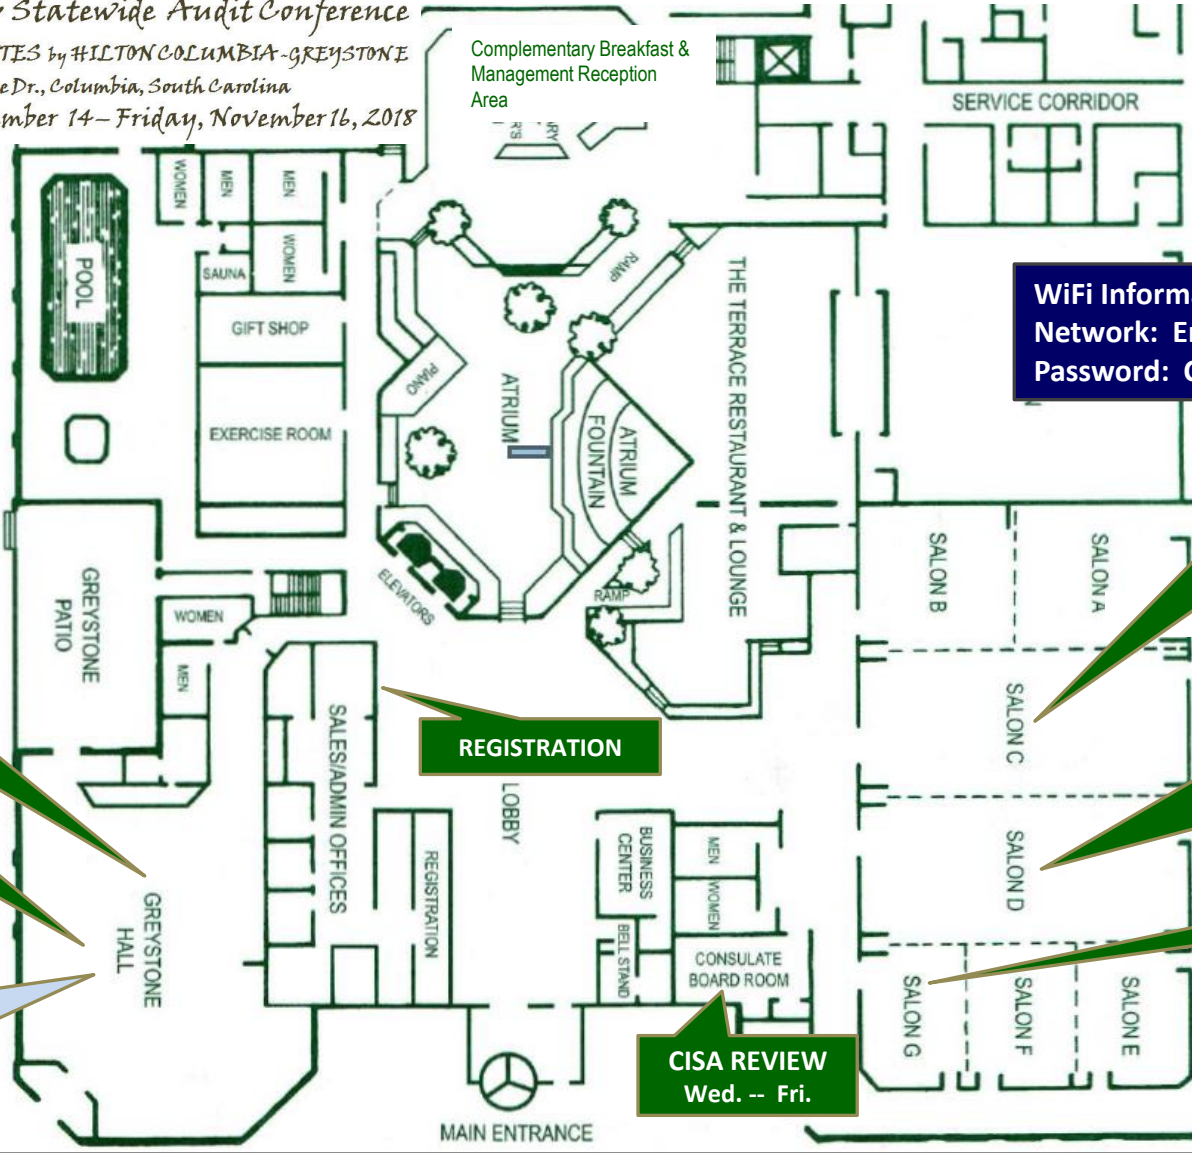 Statewide Audit Conference
by HILTON COLUMBIA-GREYSTONE
Dr., Columbia, South Carolina
14 – Friday, November 16, 2018
Complementary Breakfast &
Management Reception
Area
SERVICE CORRIDOR
WOMEN
MEN
MEN
WOMEN
SAUNA
POOL
GIFT SHOP
EXERCISE ROOM
RAMP
PIANO
ATRIUM
ATRIUM
FOUNTAIN
THE TERRACE RESTAURANT & LOUNGE
WiFi
Network:
Password:
ELEVATORS
RAMP
GREYSTONE
PATIO
WOMEN
MEN
SALON B
SALON A
SALON C
SALON D
SALON G
SALON F
SALON E
REGISTRATION
SALES/ADMIN OFFICES
LOBBY
REGISTRATION
BUSINESS
CENTER
BELL STAND
MEN
WOMEN
CONSULATE
BOARD ROOM
GREYSTONE
HALL
CISA REVIEW
Wed. -- Fri.
MAIN ENTRANCE